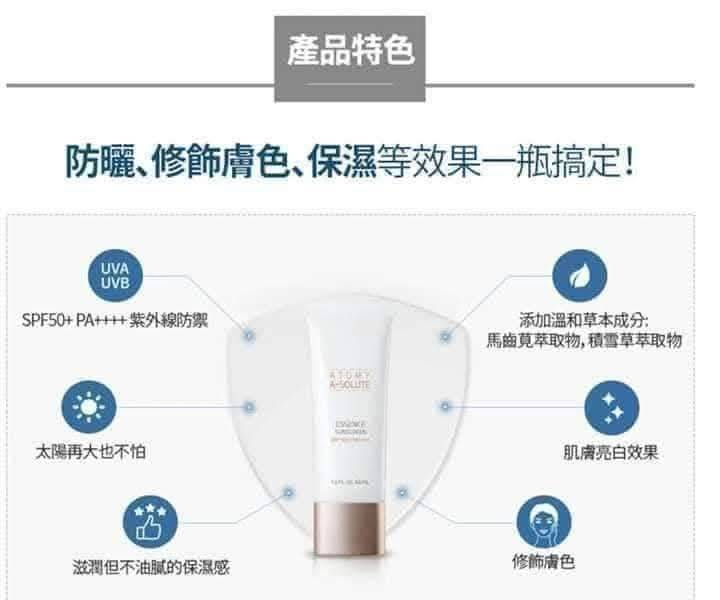 產品特色
防曬、修飾膚色、保濕等效果一瓶搞定!
UVA
UVB
SPF50+ PA++++ 紫外線防禦
添加溫和草本成分:
馬齒莧萃取物, 積雪草萃取物
ATOMY
A-SOLUTE
ESSENCE
SUNSCREEN
太陽再大也不怕
肌膚亮白效果
滋潤但不油膩的保濕感
修飾膚色